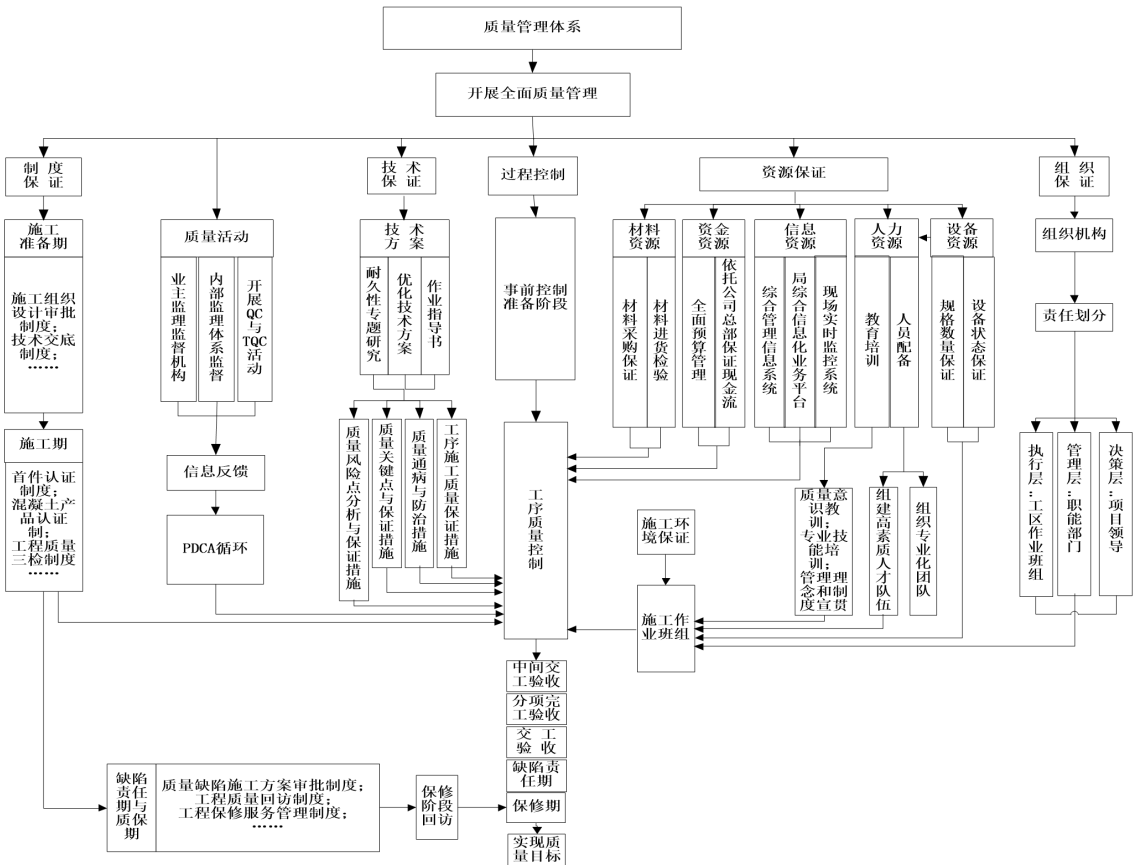 质量管理体系
开展全面质量管理
制 度
保 证
技 术
保 证
过程控制
资源保证
组 织
保 证
施工
准备期
质量活动
技 术
方 案
事前控制
准备阶段
材料
资源
资金
资源
信息
资源
人力
资源
设备
资源
组织机构
施工组织
设计审批
制度；
技术交底
制度；
……
业主监理监督机构
内部监理体系监督
开展QC与TQC活动
耐久性专题研究
优化技术方案
作业指导书
材料采购保证
材料进货检验
全面预算管理
依托公司总部保证现金流
综合管理信息系统
局综合信息化业务平台
现场实时监控系统
教育培训
人员配备
规格数量保证
设备状态保证
责任划分
施工期
首件认证
制度；
混凝土产
品认证
制；
工程质量
三检制度
……
信息反馈
PDCA循环
质量风险点分析与保证措施
质量关键点与保证措施
质量通病与防治措施
工序施工质量保证措施
工序质量控制
施工环
境保证
施工作
业班组
质量意
识教
训；
专业技
能培
训；
管理理
念和制
度宣贯
组建高素质人才队伍
组织专业化团队
执行层：工区作业班组
管理层：职能部门
决策层：项目领导
中间交
工验收
分项完
工验收
交 工
验 收
缺陷责
任期
保修期
实现质
量目标
缺陷
责任
期与
质保
期
质量缺陷施工方案审批制度；
工程质量回访制度；
工程保修服务管理制度；
……
保修
阶段
回访